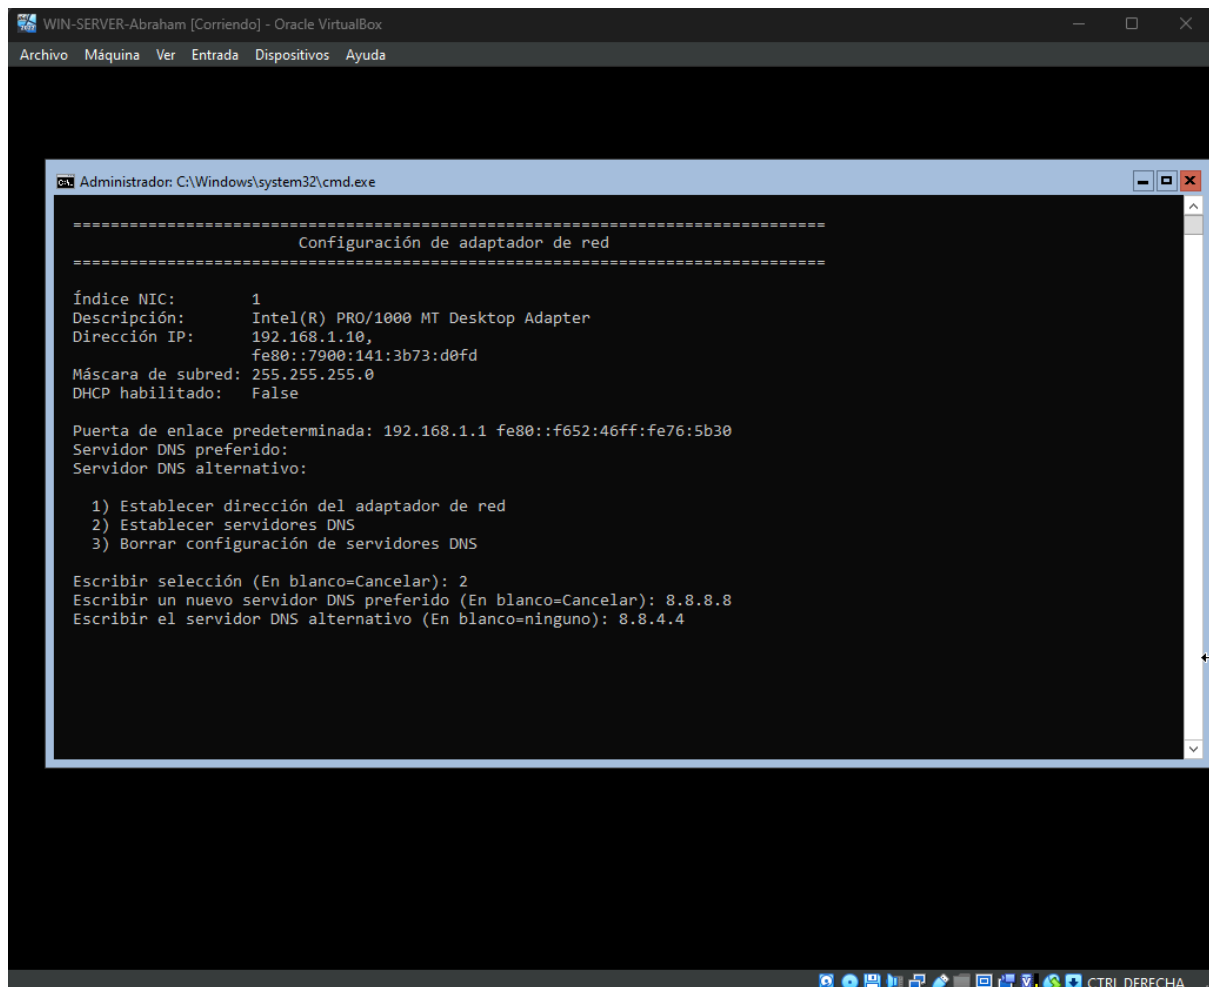 WIN-SERVER-Abraham [Corriendo] - Oracle VirtualBox
Archivo Máquina Ver Entrada Dispositivos Ayuda
Administrador: C:\Windows\system32\cmd.exe
================================================================================
Configuración de adaptador de red
================================================================================
Índice NIC: 1
Descripción: Intel(R) PRO/1000 MT Desktop Adapter
Dirección IP: 192.168.1.10,
fe80::7900:141:3b73:d0fd
Máscara de subred: 255.255.255.0
DHCP habilitado: False
Puerta de enlace predeterminada: 192.168.1.1 fe80::f652:46ff:fe76:5b30
Servidor DNS preferido:
Servidor DNS alternativo:
1) Establecer dirección del adaptador de red
2) Establecer servidores DNS
3) Borrar configuración de servidores DNS
Escribir selección (En blanco=Cancelar): 2
Escribir un nuevo servidor DNS preferido (En blanco=Cancelar): 8.8.8.8
Escribir el servidor DNS alternativo (En blanco=ninguno): 8.8.4.4
CTRL DERECHA